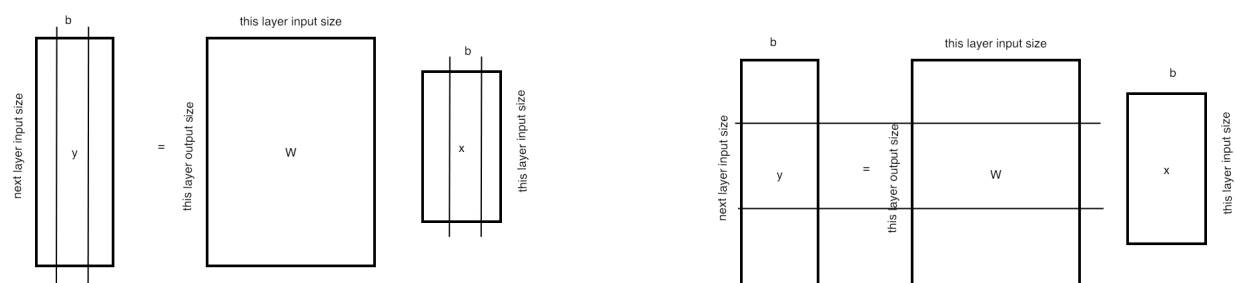 b
this layer input size
b
next layer input size
y
=
this layer output size
W
x
this layer input size
b
this layer input size
b
next layer input size
y
=
this layer output size
W
x
this layer input size